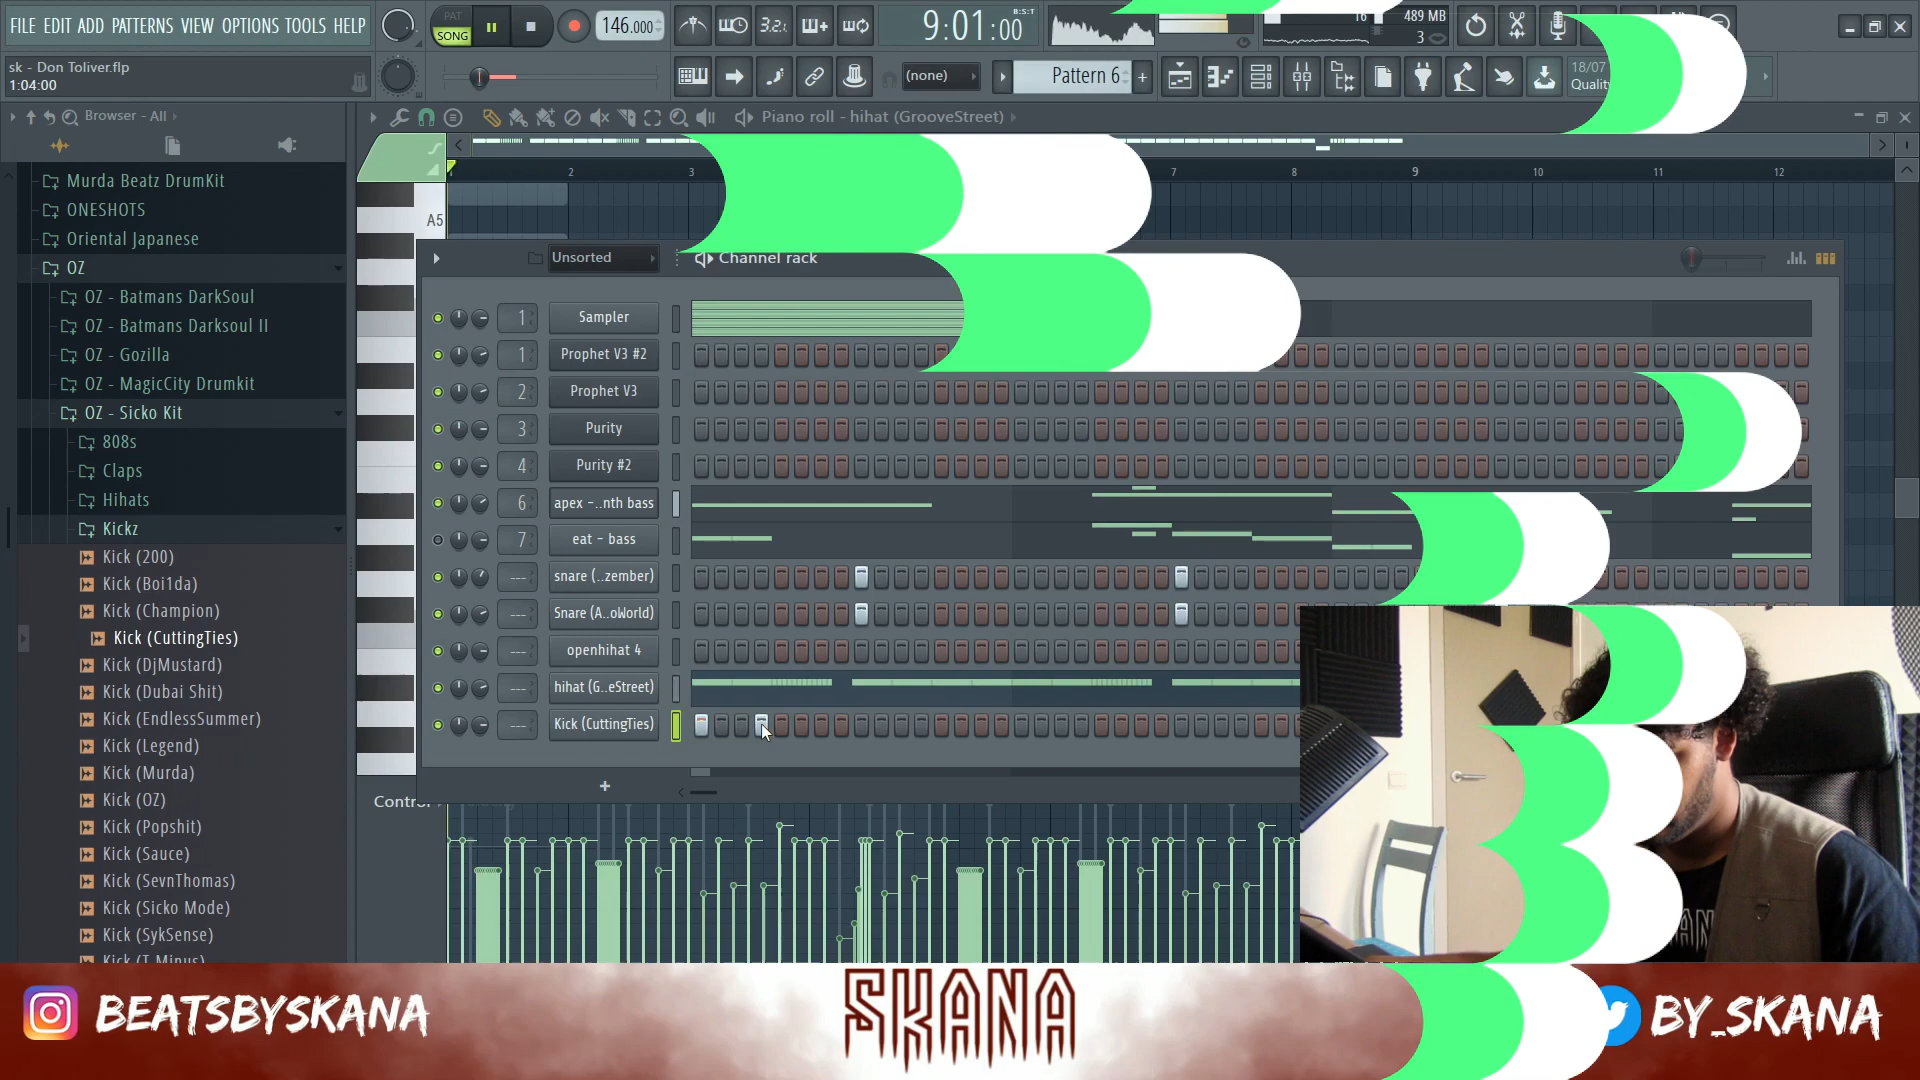 FILE EDIT ADD PATTERNS VIEW OPTIONS TOOLS HELP
PAT
SONG
146.000
3.2.
9:01:00
B:S:T
16
489 MB
3
sk - Don Toliver.flp
1:04:00
(none)
Pattern 6
18/07
Browser - All
Piano roll - hihat (GrooveStreet)
2
3
7
8
9
10
11
12
A5
Murda Beatz DrumKit
ONESHOTS
Oriental Japanese
OZ
OZ - Batmans DarkSoul
OZ - Batmans Darksoul II
OZ - Gozilla
OZ - MagicCity Drumkit
OZ - Sicko Kit
808s
Claps
Hihats
Kickz
Kick (200)
Kick (Boi1da)
Kick (Champion)
Kick (CuttingTies)
Kick (DjMustard)
Kick (Dubai Shit)
Kick (EndlessSummer)
Kick (Legend)
Kick (Murda)
Kick (OZ)
Kick (Popshit)
Kick (Sauce)
Kick (SevnThomas)
Kick (Sicko Mode)
Kick (SykSense)
Kick (T-Minus)
Unsorted
Channel rack
1 Sampler
1 Prophet V3 #2
2 Prophet V3
3 Purity
4 Purity #2
6 apex -..nth bass
7 eat - bass
--- snare (..zember)
--- Snare (A..oWorld)
--- openhihat 4
--- hihat (G..eStreet)
--- Kick (CuttingTies)
+
BEATSBYSKANA
SKANA
BY_SKANA